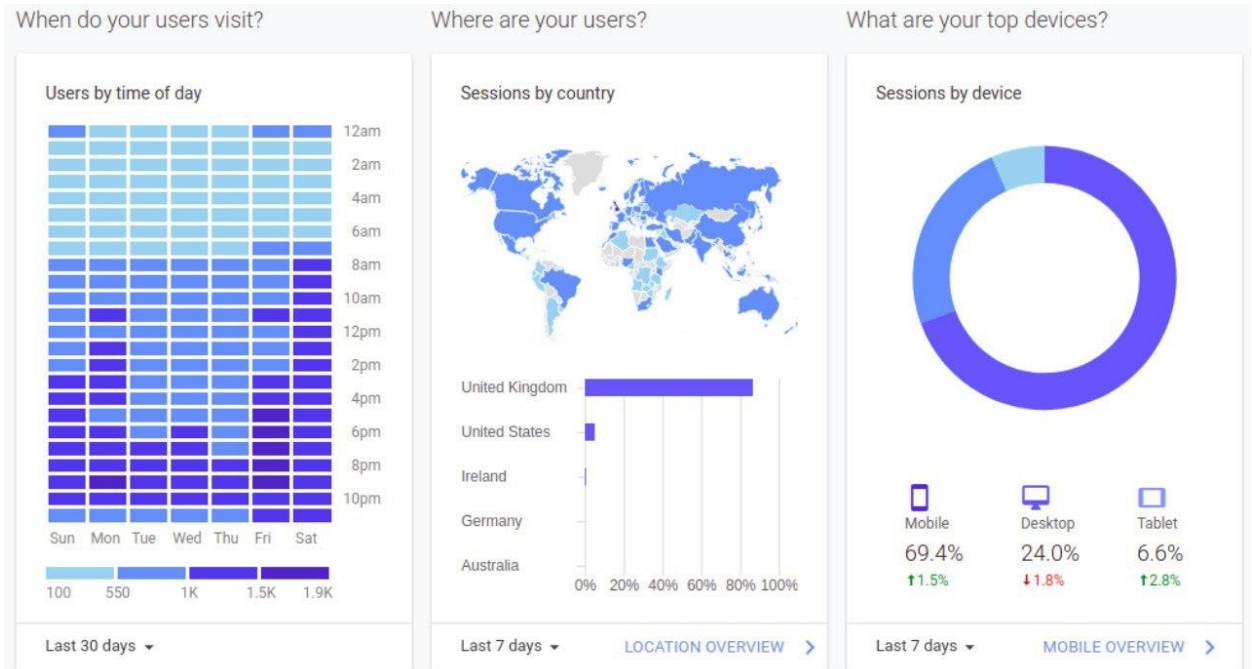 When do your users visit?
Users by time of day
12am
2am
4am
6am
8am
10am
12pm
2pm
4pm
6pm
8pm
10pm
Sun Mon Tue Wed Thu Fri Sat
100 550 1K 1.5K 1.9K
Last 30 days
Where are your users?
Sessions by country
United Kingdom
United States
Ireland
Germany
Australia
0% 20% 40% 60% 80% 100%
Last 7 days LOCATION OVERVIEW
What are your top devices?
Sessions by device
Mobile Desktop Tablet
69.4% 24.0% 6.6%
↑1.5% ↓1.8% ↑2.8%
Last 7 days MOBILE OVERVIEW